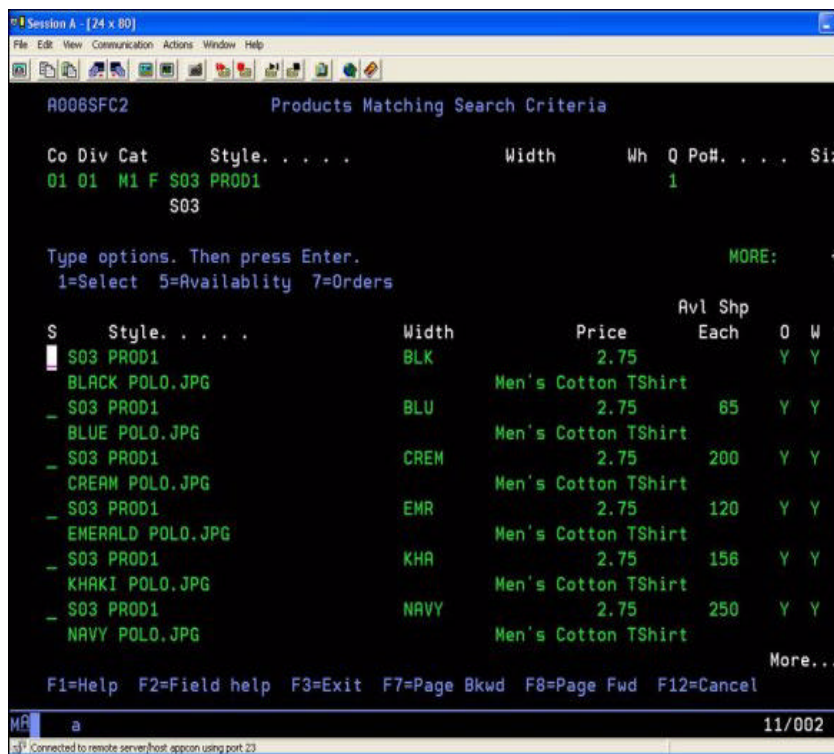 Session A - [24 x 80]
File Edit View Communication Actions Window Help
A006SFC2 Products Matching Search Criteria
Co Div Cat Style. . . . . Width Wh Q Po#. . . . Siz
01 01 M1 F S03 PROD1 1
S03
Type options. Then press Enter. MORE:
1=Select 5=Availablity 7=Orders
Avl Shp
S Style. . . . . Width Price Each O W
S03 PROD1 BLK 2.75 Y Y
BLACK POLO.JPG Men's Cotton TShirt
_ S03 PROD1 BLU 2.75 65 Y Y
BLUE POLO.JPG Men's Cotton TShirt
_ S03 PROD1 CREM 2.75 200 Y Y
CREAM POLO.JPG Men's Cotton TShirt
_ S03 PROD1 EMR 2.75 120 Y Y
EMERALD POLO.JPG Men's Cotton TShirt
_ S03 PROD1 KHA 2.75 156 Y Y
KHAKI POLO.JPG Men's Cotton TShirt
_ S03 PROD1 NAVY 2.75 250 Y Y
NAVY POLO.JPG Men's Cotton TShirt
More...
F1=Help F2=Field help F3=Exit F7=Page Bkwd F8=Page Fwd F12=Cancel
MA a 11/002
Connected to remote server/host appcon using port 23